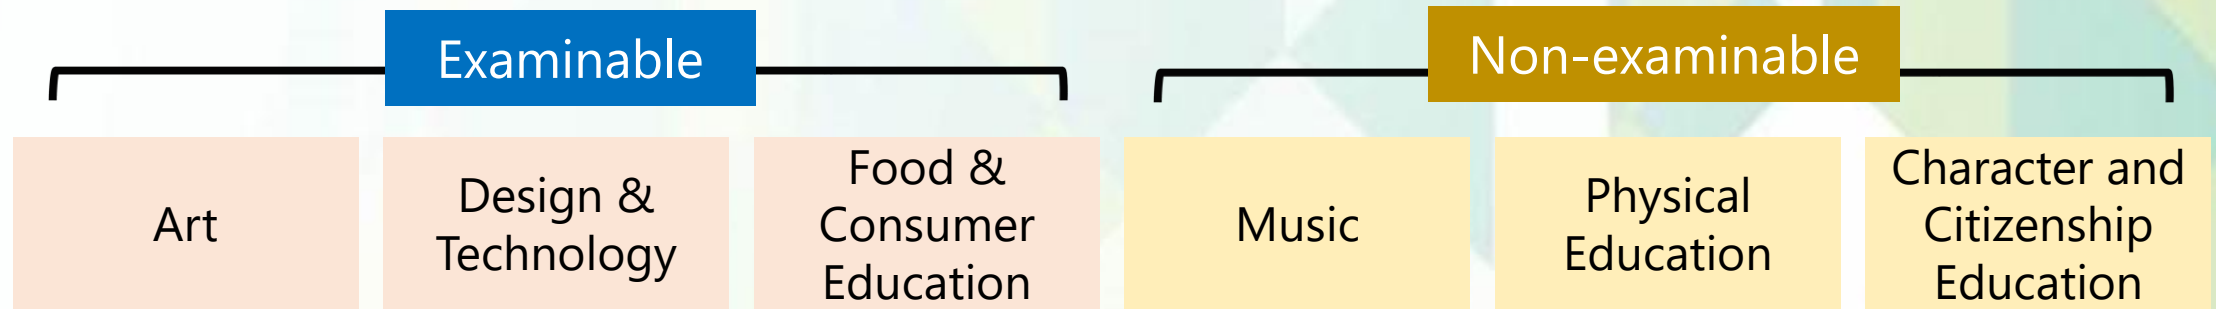 Examinable
Non-examinable
Art
Design &
Technology
Food &
Consumer
Education
Music
Physical
Education
Character and
Citizenship
Education